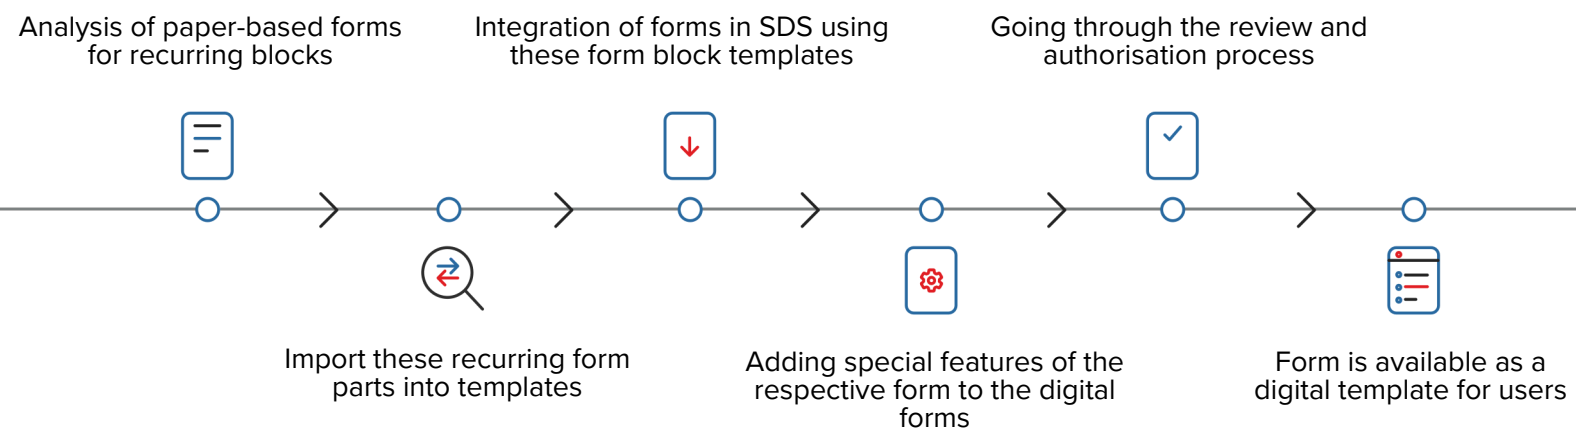 Analysis of paper-based forms
for recurring blocks
Import these recurring form
parts into templates
Integration of forms in SDS using
these form block templates
Adding special features of the
respective form to the digital
forms
Going through the review and
authorisation process
Form is available as a
digital template for users